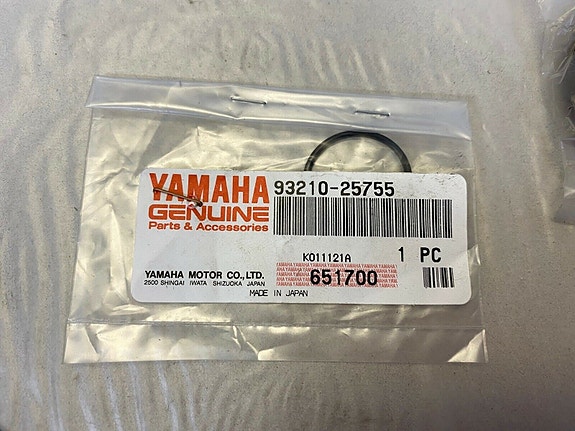 YAMAHA
GENUINE
Parts & Accessories
93210-25755
K011121A
1 PC
YAMAHA MOTOR CO., LTD.
2500 SHINGAI IWATA SHIZUOKA JAPAN
651700
MADE IN JAPAN